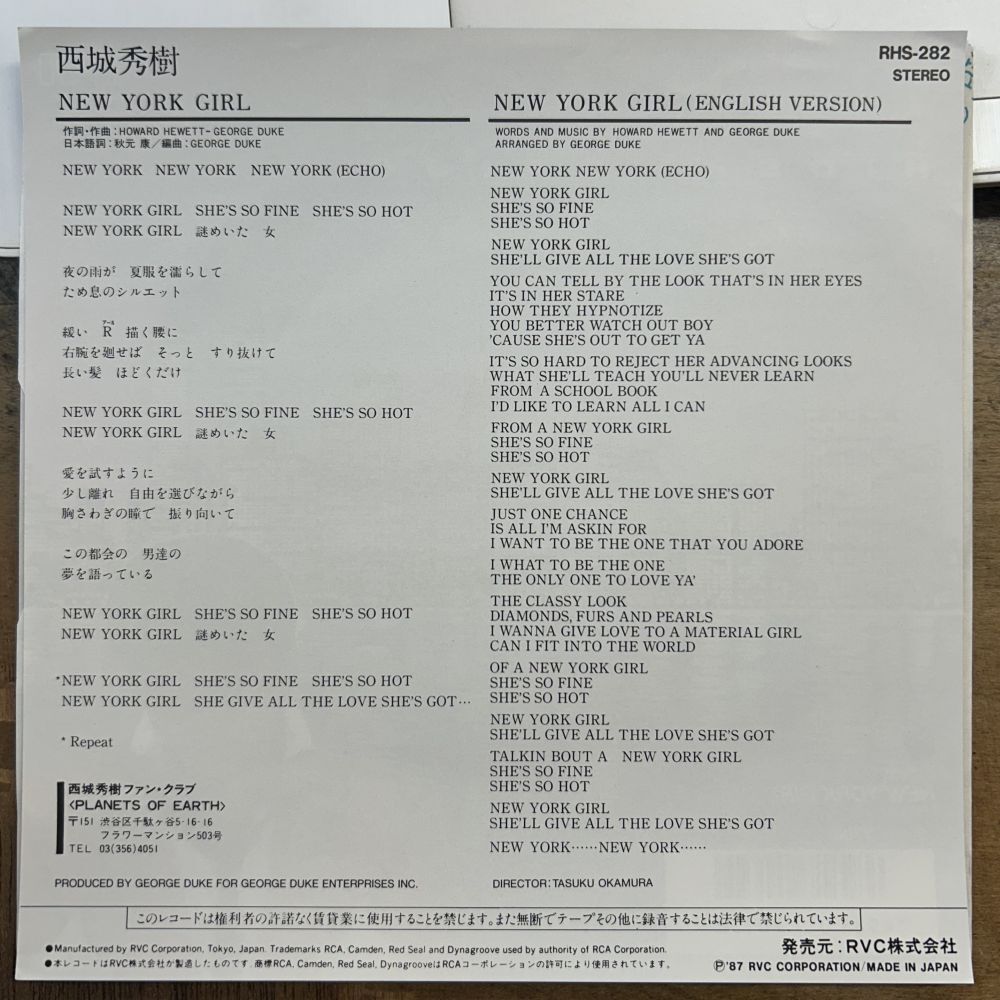 西城秀樹
RHS-282
STEREO
NEW YORK GIRL
作詞・作曲：HOWARD HEWETT-GEORGE DUKE
日本語詞：秋元 康／編曲：GEORGE DUKE
NEW YORK NEW YORK NEW YORK (ECHO)
NEW YORK GIRL SHE'S SO FINE SHE'S SO HOT
NEW YORK GIRL 謎めいた 女
夜の雨が 夏服を濡らして
ため息のシルエット
アール
緩い R 描く腰に
右腕を廻せば そっと すり抜けて
長い髪 ほどくだけ
NEW YORK GIRL SHE'S SO FINE SHE'S SO HOT
NEW YORK GIRL 謎めいた 女
愛を試すように
少し離れ 自由を選びながら
胸さわぎの瞳で 振り向いて
この都会の 男達の
夢を語っている
NEW YORK GIRL SHE'S SO FINE SHE'S SO HOT
NEW YORK GIRL 謎めいた 女
*NEW YORK GIRL SHE'S SO FINE SHE'S SO HOT
NEW YORK GIRL SHE GIVE ALL THE LOVE SHE'S GOT…
* Repeat
西城秀樹ファン・クラブ
〈PLANETS OF EARTH〉
〒151 渋谷区千駄ヶ谷5-16-16
フラワーマンション503号
TEL 03(356)4051
PRODUCED BY GEORGE DUKE FOR GEORGE DUKE ENTERPRISES INC.
NEW YORK GIRL (ENGLISH VERSION)
WORDS AND MUSIC BY HOWARD HEWETT AND GEORGE DUKE
ARRANGED BY GEORGE DUKE
NEW YORK NEW YORK (ECHO)
NEW YORK GIRL
SHE'S SO FINE
SHE'S SO HOT
NEW YORK GIRL
SHE'LL GIVE ALL THE LOVE SHE'S GOT
YOU CAN TELL BY THE LOOK THAT'S IN HER EYES
IT'S IN HER STARE
HOW THEY HYPNOTIZE
YOU BETTER WATCH OUT BOY
'CAUSE SHE'S OUT TO GET YA
IT'S SO HARD TO REJECT HER ADVANCING LOOKS
WHAT SHE'LL TEACH YOU'LL NEVER LEARN
FROM A SCHOOL BOOK
I'D LIKE TO LEARN ALL I CAN
FROM A NEW YORK GIRL
SHE'S SO FINE
SHE'S SO HOT
NEW YORK GIRL
SHE'LL GIVE ALL THE LOVE SHE'S GOT
JUST ONE CHANCE
IS ALL I'M ASKIN FOR
I WANT TO BE THE ONE THAT YOU ADORE
I WHAT TO BE THE ONE
THE ONLY ONE TO LOVE YA'
THE CLASSY LOOK
DIAMONDS, FURS AND PEARLS
I WANNA GIVE LOVE TO A MATERIAL GIRL
CAN I FIT INTO THE WORLD
OF A NEW YORK GIRL
SHE'S SO FINE
SHE'S SO HOT
NEW YORK GIRL
SHE'LL GIVE ALL THE LOVE SHE'S GOT
TALKIN BOUT A NEW YORK GIRL
SHE'S SO FINE
SHE'S SO HOT
NEW YORK GIRL
SHE'LL GIVE ALL THE LOVE SHE'S GOT
NEW YORK……NEW YORK……
DIRECTOR：TASUKU OKAMURA
このレコードは権利者の許諾なく賃貸業に使用することを禁じます。また無断でテープその他に録音することは法律で禁じられています。
●Manufactured by RVC Corporation, Tokyo, Japan. Trademarks RCA, Camden, Red Seal and Dynagroove used by authority of RCA Corporation.
●本レコードはRVC株式会社が製造したものです. 商標RCA, Camden, Red Seal, DynagrooveはRCAコーポレーションの許可により使用されています。
発売元：RVC株式会社
Ⓟ'87 RVC CORPORATION/MADE IN JAPAN